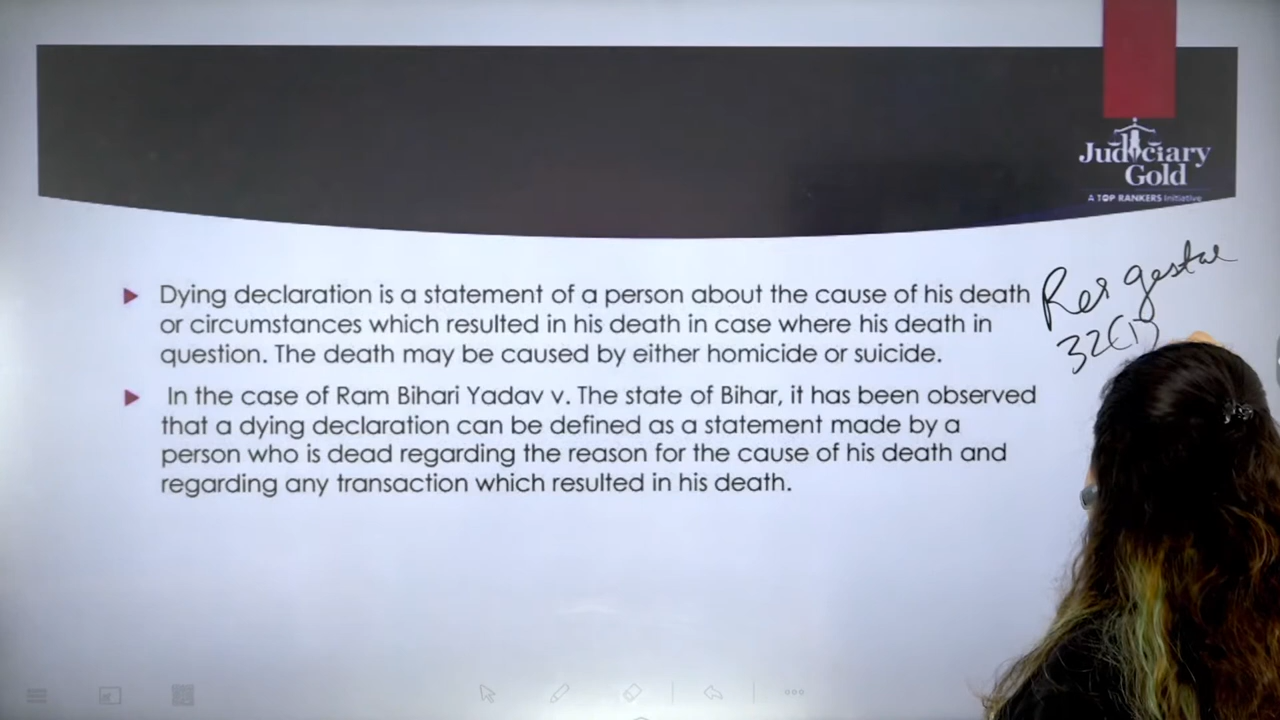 Judiciary
Gold
A TOP RANKERS Initiative
Dying declaration is a statement of a person about the cause of his death
or circumstances which resulted in his death in case where his death in
question. The death may be caused by either homicide or suicide.
In the case of Ram Bihari Yadav v. The state of Bihar, it has been observed
that a dying declaration can be defined as a statement made by a
person who is dead regarding the reason for the cause of his death and
regarding any transaction which resulted in his death.
Res gestae
32(1)